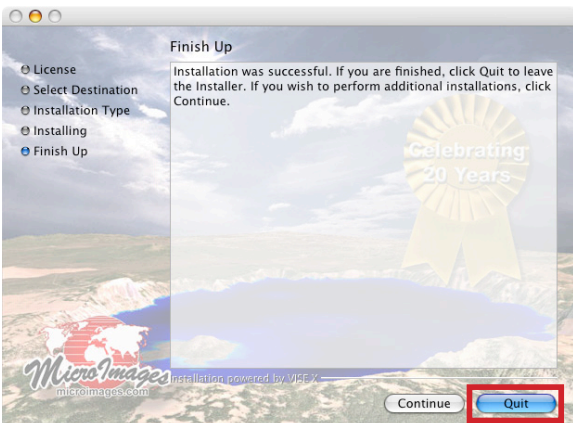 Finish Up
License
Select Destination
Installation Type
Installing
Finish Up
Installation was successful. If you are finished, click Quit to leave
the Installer. If you wish to perform additional installations, click
Continue.
Celebrating
20 Years
MicroImages
microimages.com
Installation powered by VISE X
Continue
Quit